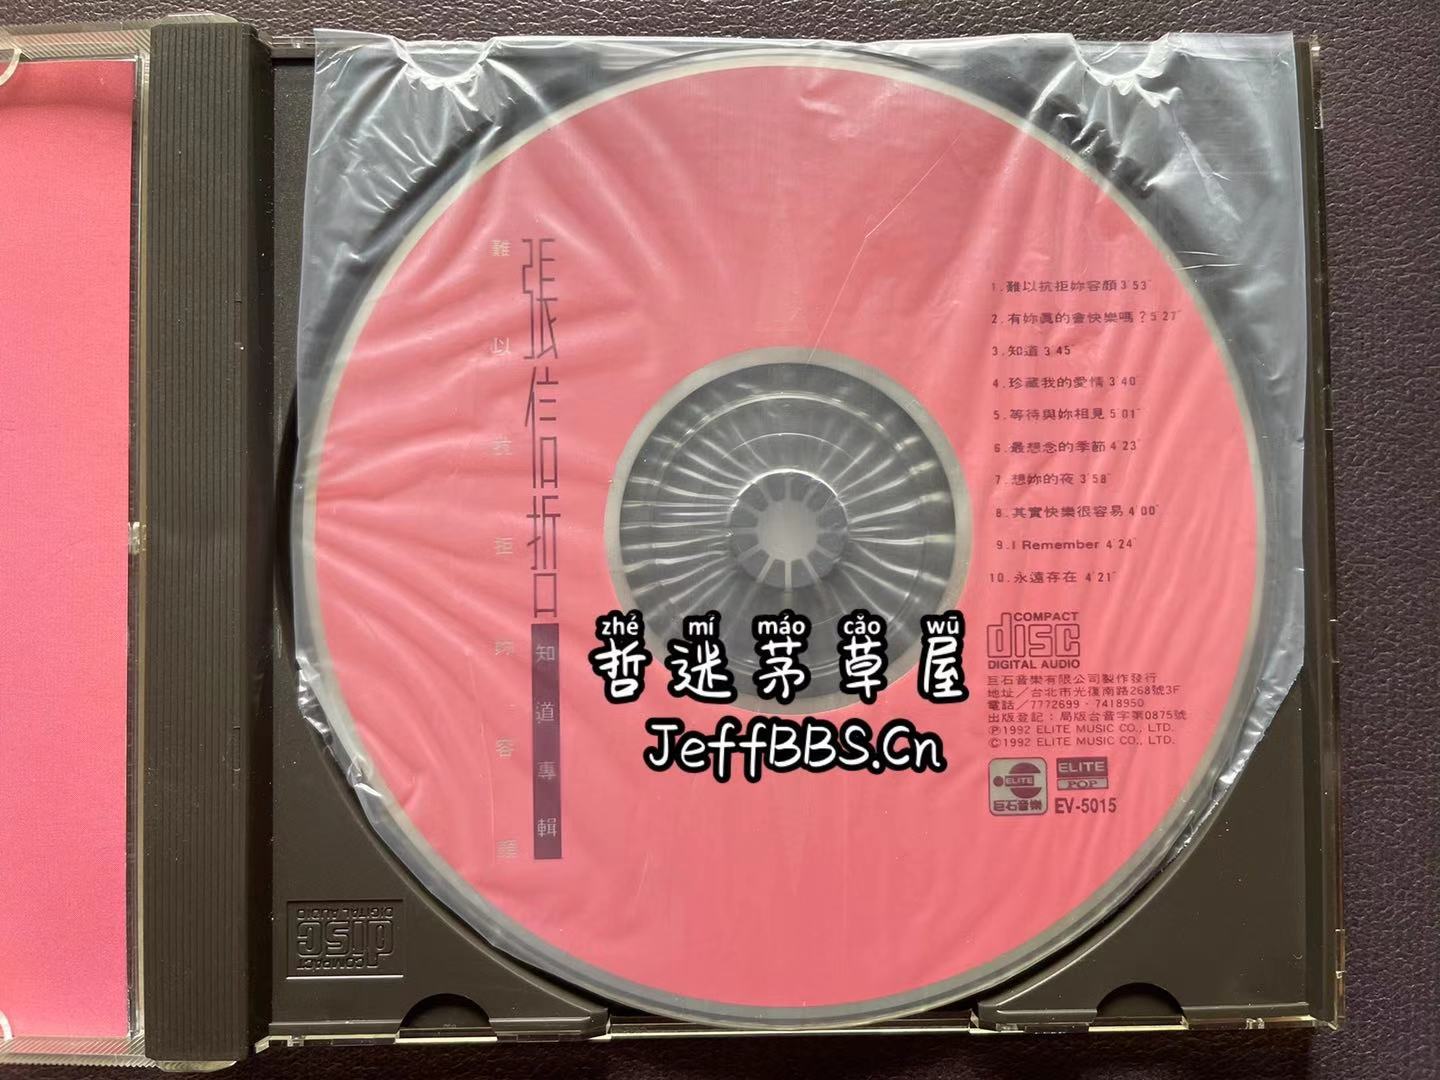 難以抗拒妳容顏
張信哲
知道專輯
1.難以抗拒妳容顏 3'53"
2.有妳真的會快樂嗎？5'27"
3.知道 3'45"
4.珍藏我的愛情 3'40"
5.等待與妳相見 5'01"
6.最想念的季節 4'23"
7.想妳的夜 3'58"
8.其實快樂很容易 4'00"
9.I Remember 4'24"
10.永遠存在 4'21"
COMPACT
disc
DIGITAL AUDIO
巨石音樂有限公司製作發行
地址／台北市光復南路268號3F
電話／7772699．7418950
出版登記：局版台音字第0875號
Ⓟ1992 ELITE MUSIC CO., LTD.
©1992 ELITE MUSIC CO., LTD.
ELITE
巨石音樂
ELITE
POP
EV-5015
zhé mí máo cǎo wū
哲迷茅草屋
JeffBBS.Cn
COMPACT
disc
DIGITAL AUDIO